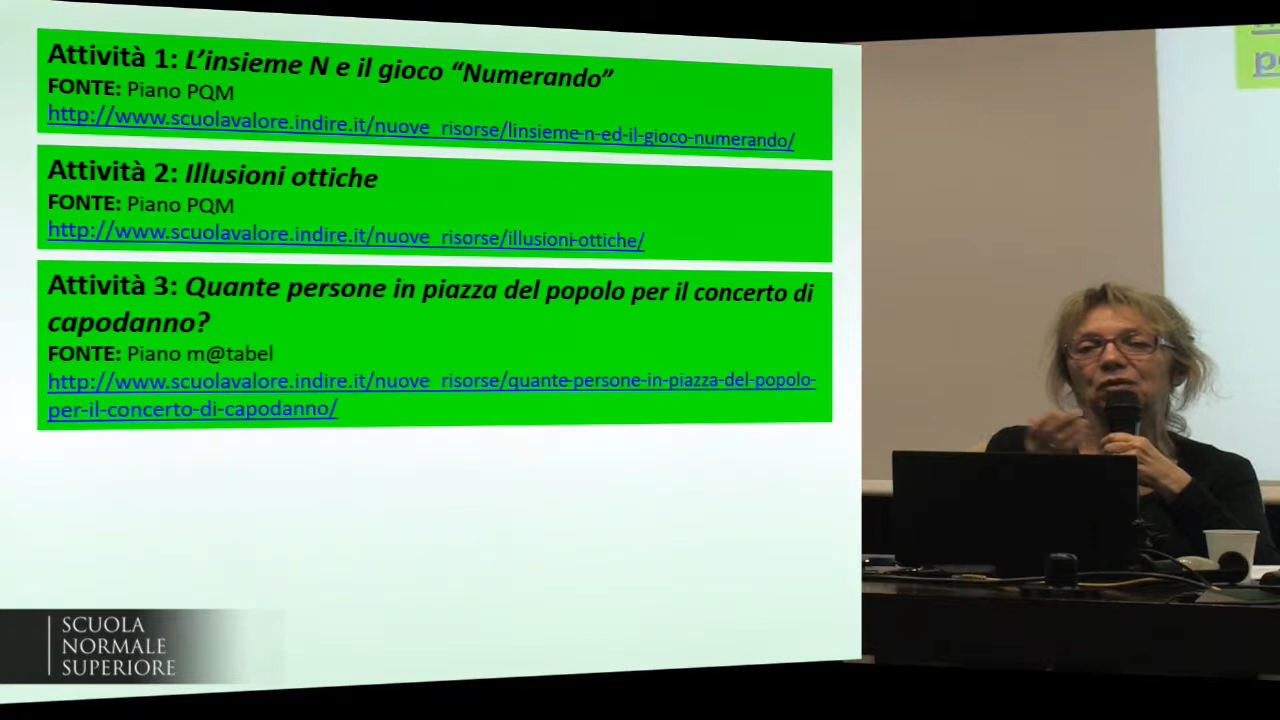 Attività 1: L'insieme N e il gioco “Numerando”
FONTE: Piano PQM
http://www.scuolavalore.indire.it/nuove_risorse/linsieme-n-ed-il-gioco-numerando/
Attività 2: Illusioni ottiche
FONTE: Piano PQM
http://www.scuolavalore.indire.it/nuove_risorse/illusioni-ottiche/
Attività 3: Quante persone in piazza del popolo per il concerto di
capodanno?
FONTE: Piano m@tabel
http://www.scuolavalore.indire.it/nuove_risorse/quante-persone-in-piazza-del-popolo-
per-il-concerto-di-capodanno/
SCUOLA
NORMALE
SUPERIORE